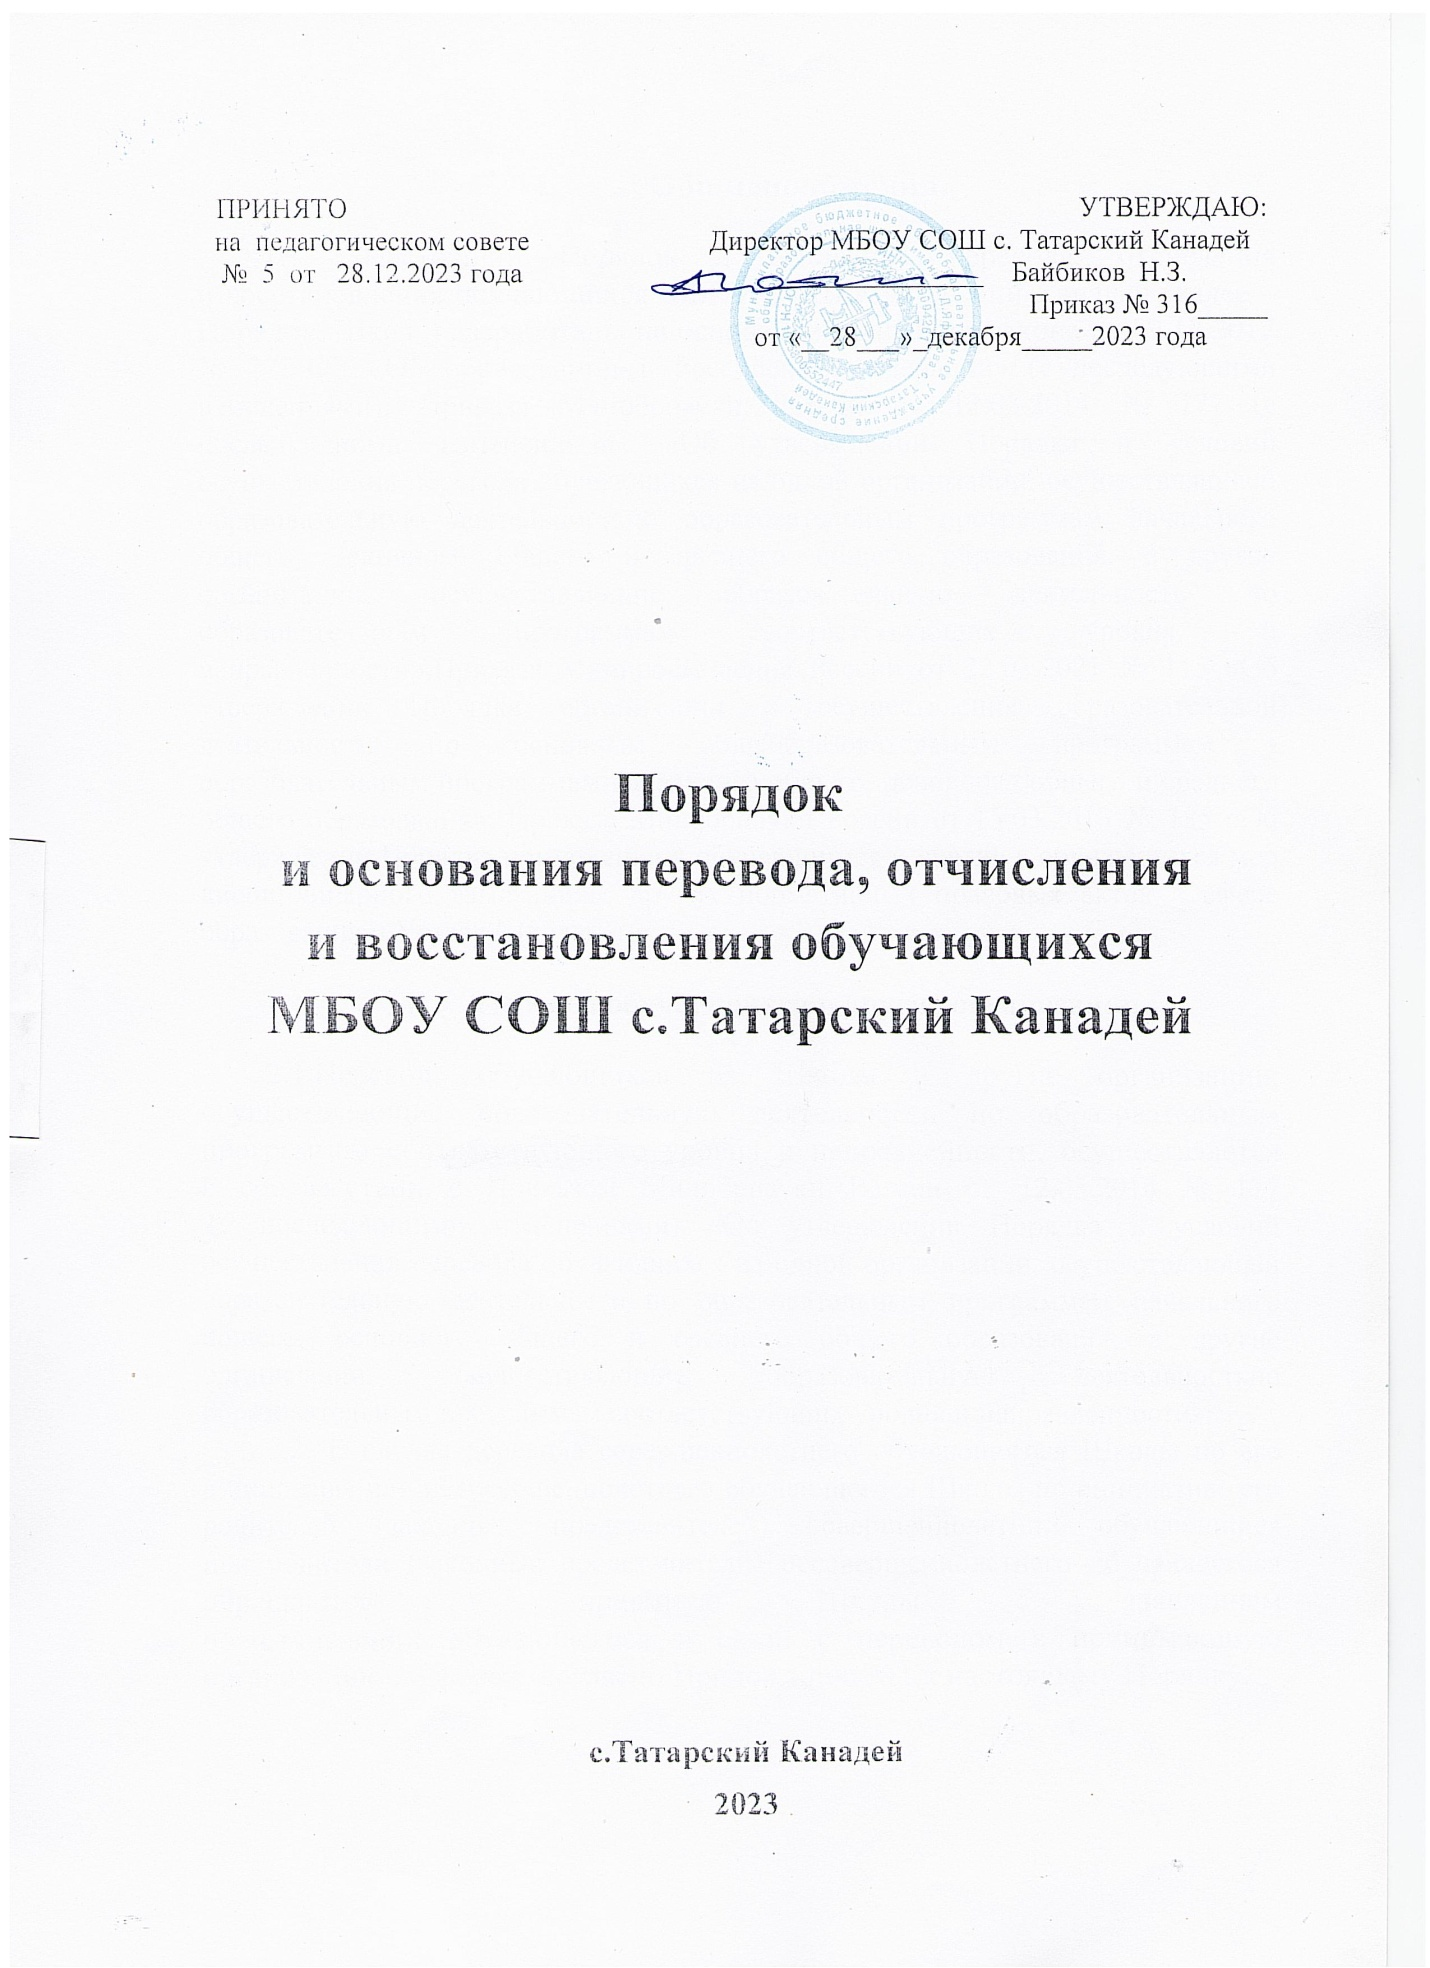 ПРИНЯТО
на педагогическом совете
№ 5 от 28.12.2023 года
УТВЕРЖДАЮ:
Директор МБОУ СОШ с. Татарский Канадей
Байбиков Н.З.
Приказ № 316_____
от «__28___»_декабря_____2023 года
Порядок
и основания перевода, отчисления
и восстановления обучающихся
МБОУ СОШ с.Татарский Канадей
с.Татарский Канадей
2023